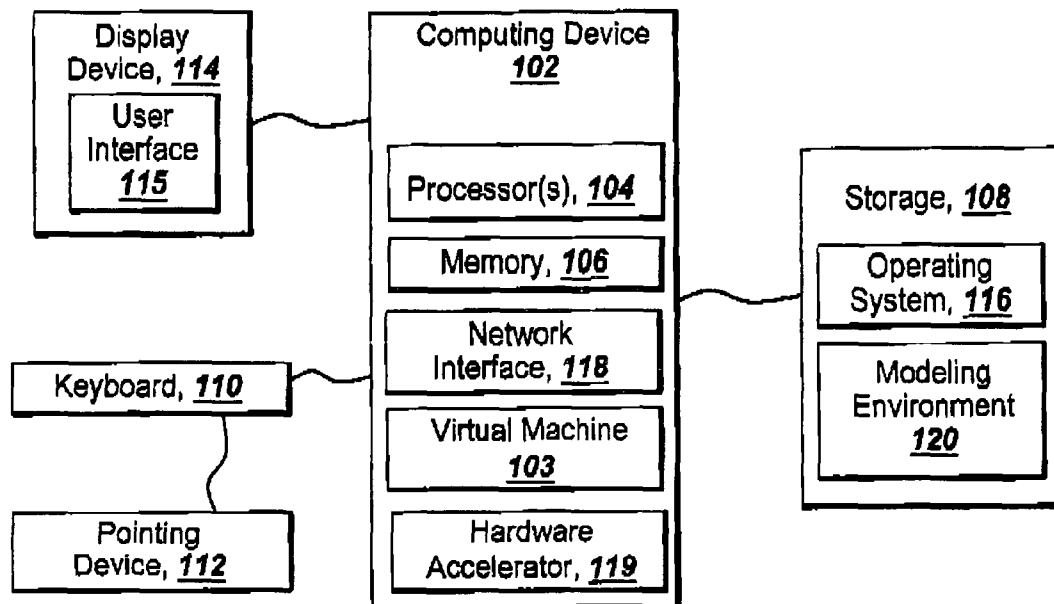 Display
Device, 114
User
Interface
115
Computing Device
102
Processor(s), 104
Memory, 106
Network
Interface, 118
Virtual Machine
103
Hardware
Accelerator, 119
Keyboard, 110
Pointing
Device, 112
Storage, 108
Operating
System, 116
Modeling
Environment
120